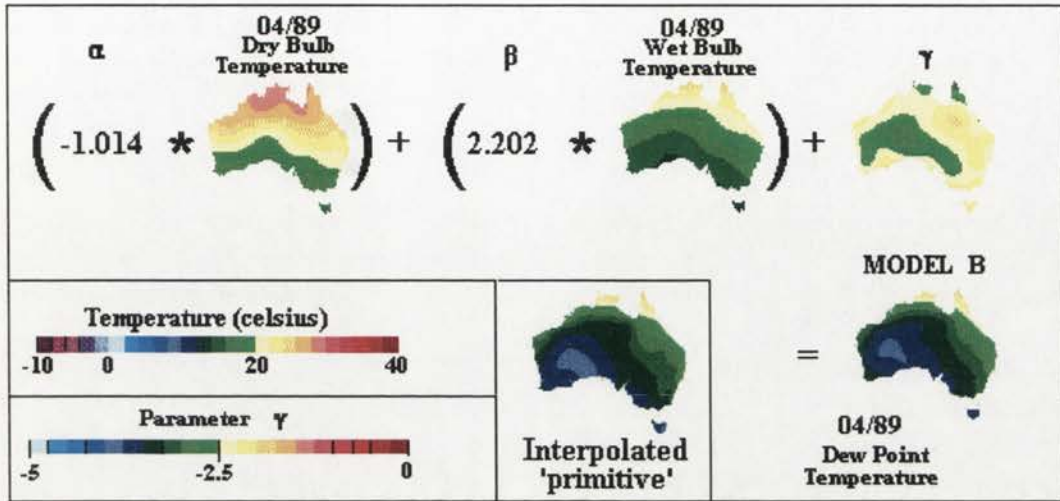 α
04/89
Dry Bulb
Temperature
β
04/89
Wet Bulb
Temperature
γ
( -1.014 * ) + ( 2.202 * ) +
MODEL B
Temperature (celsius)
-10 0 20 40
Parameter γ
-5 -2.5 0
Interpolated
'primitive'
=
04/89
Dew Point
Temperature